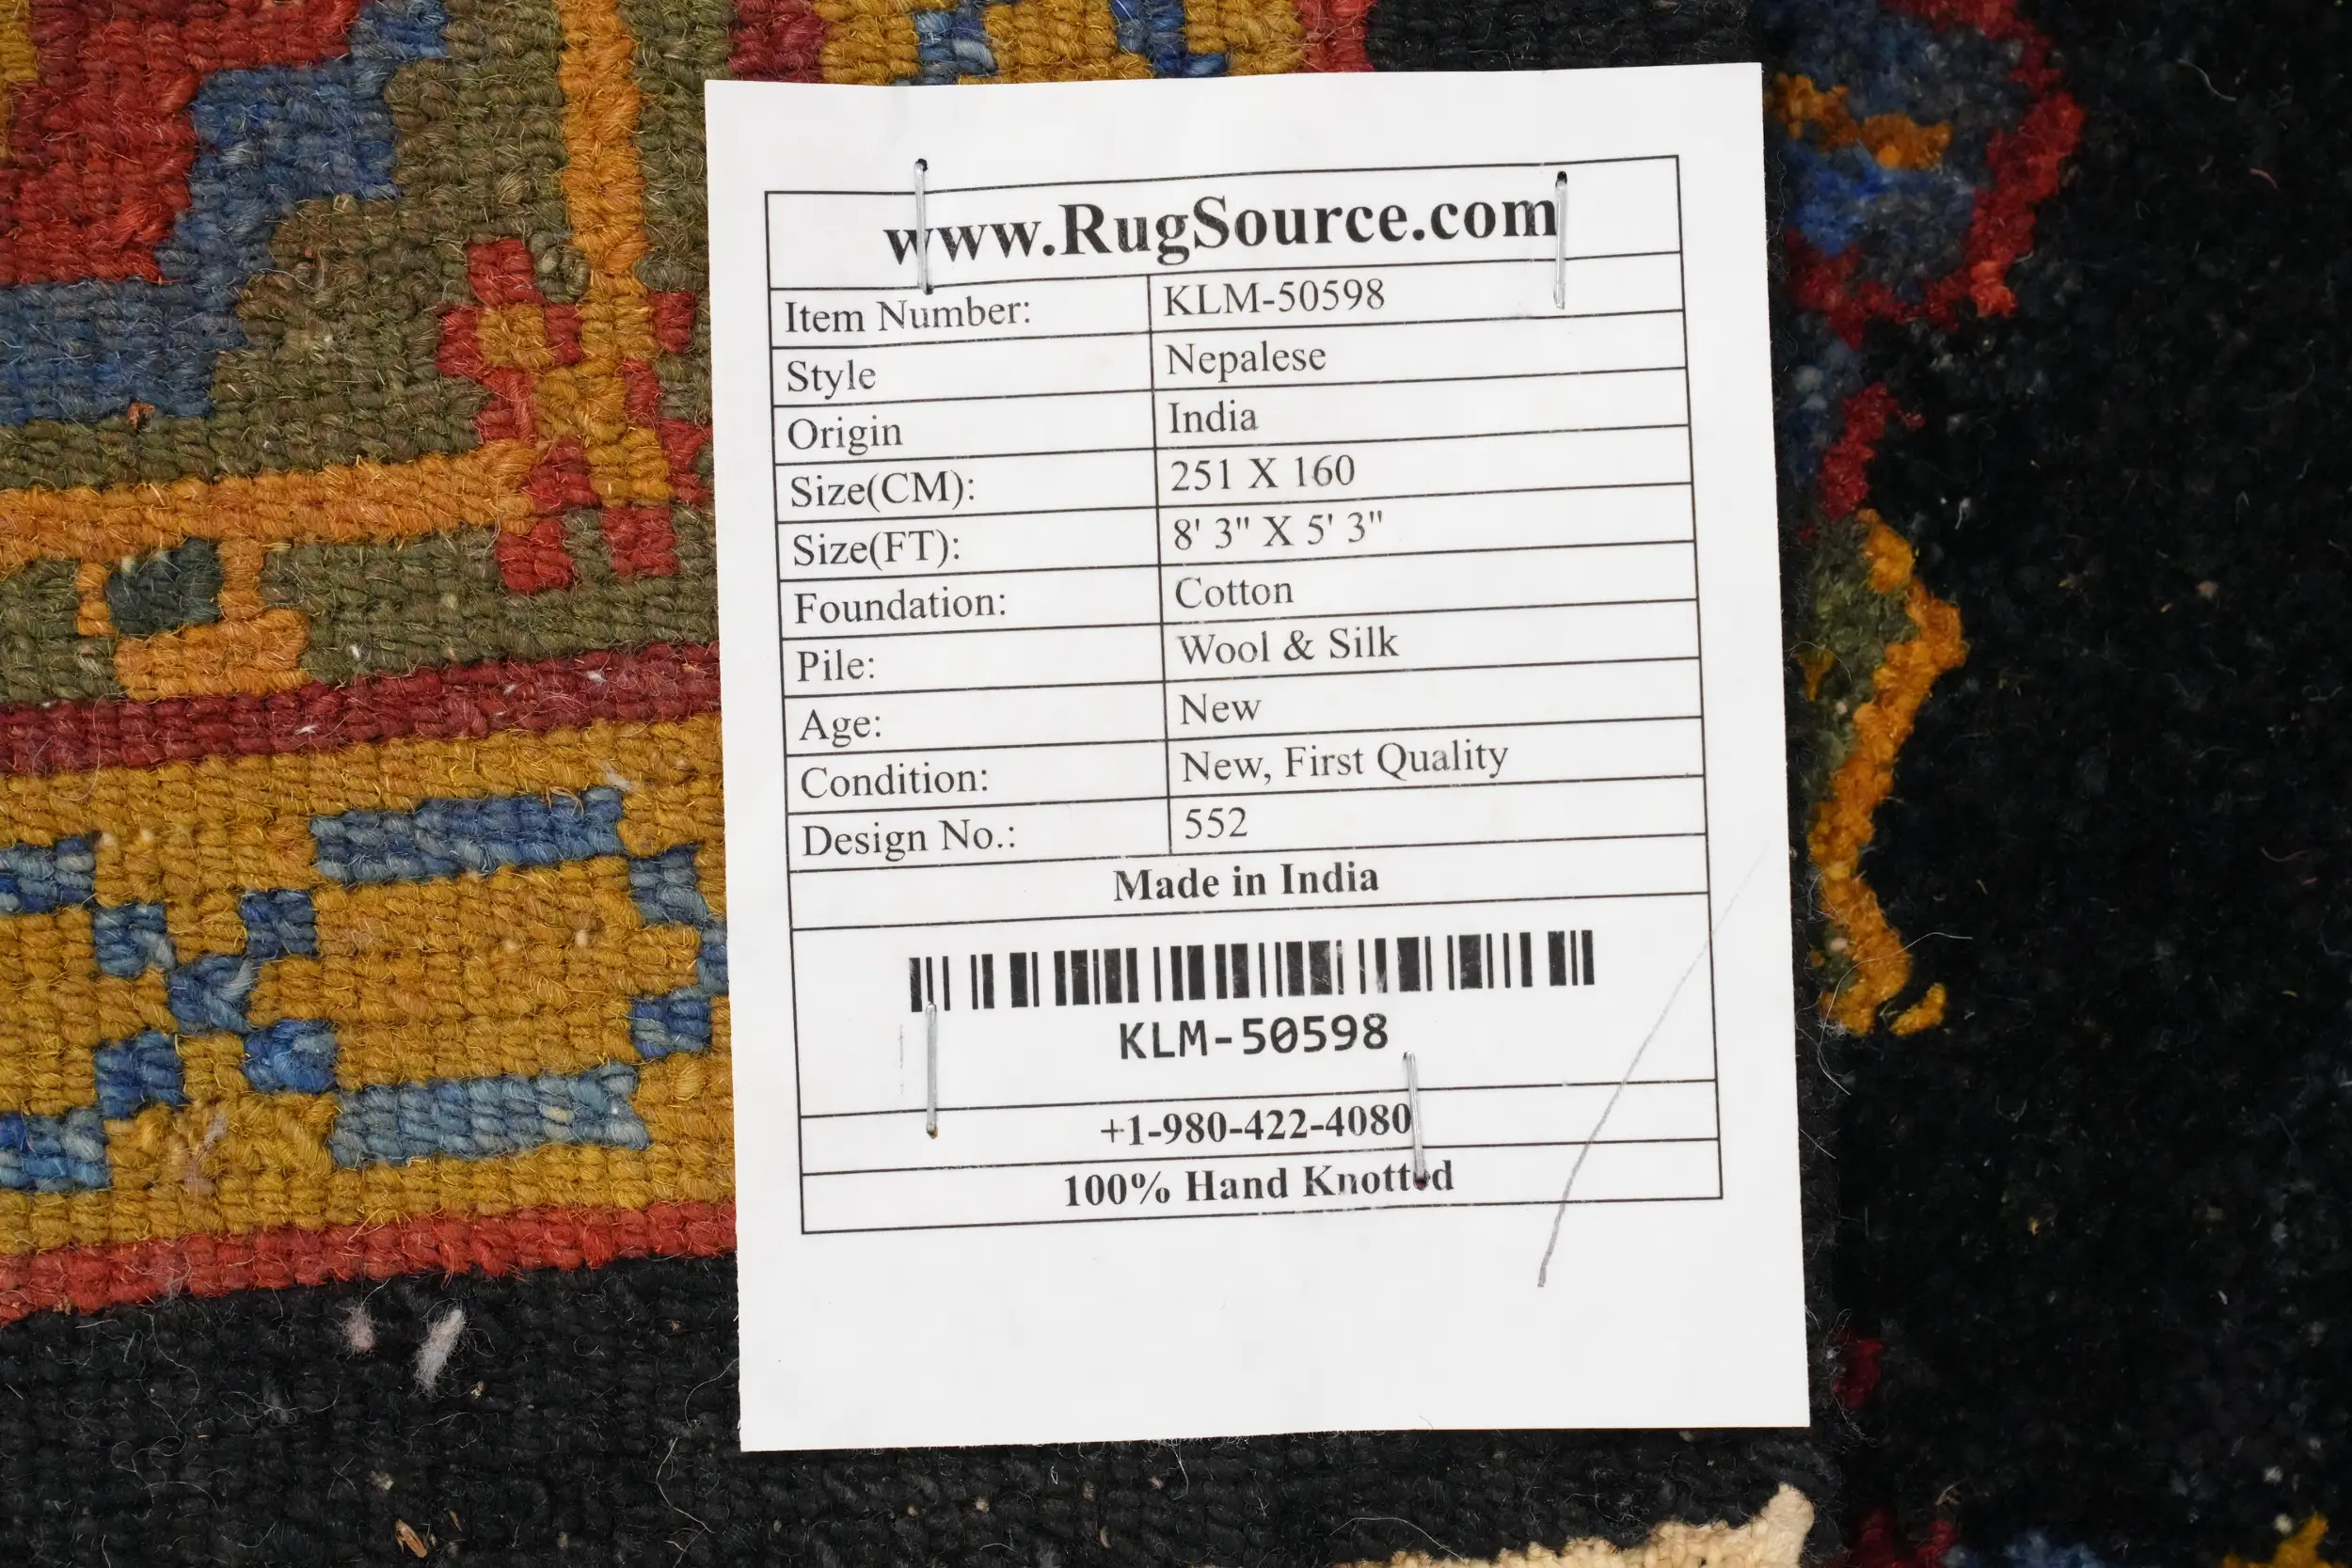 www.RugSource.com
Item Number: KLM-50598
Style Nepalese
Origin India
Size(CM): 251 X 160
Size(FT): 8' 3" X 5' 3"
Foundation: Cotton
Pile: Wool & Silk
Age: New
Condition: New, First Quality
Design No.: 552
Made in India
KLM-50598
+1-980-422-4080
100% Hand Knotted